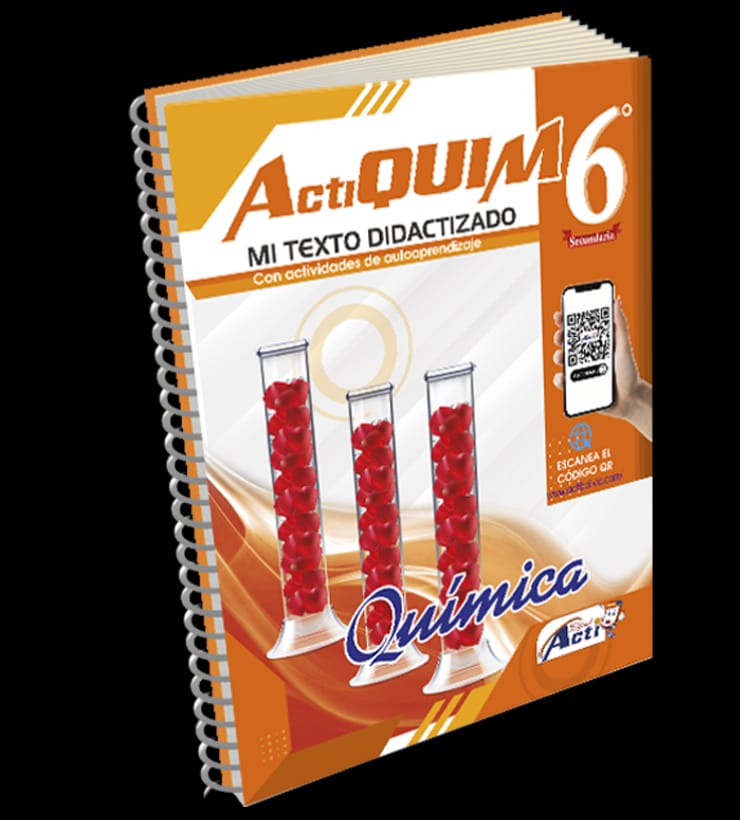 ActiQUIM 6°
Secundaria
MI TEXTO DIDACTIZADO
Con actividades de autoaprendizaje
ESCANEA EL
CÓDIGO QR
Química
Acti